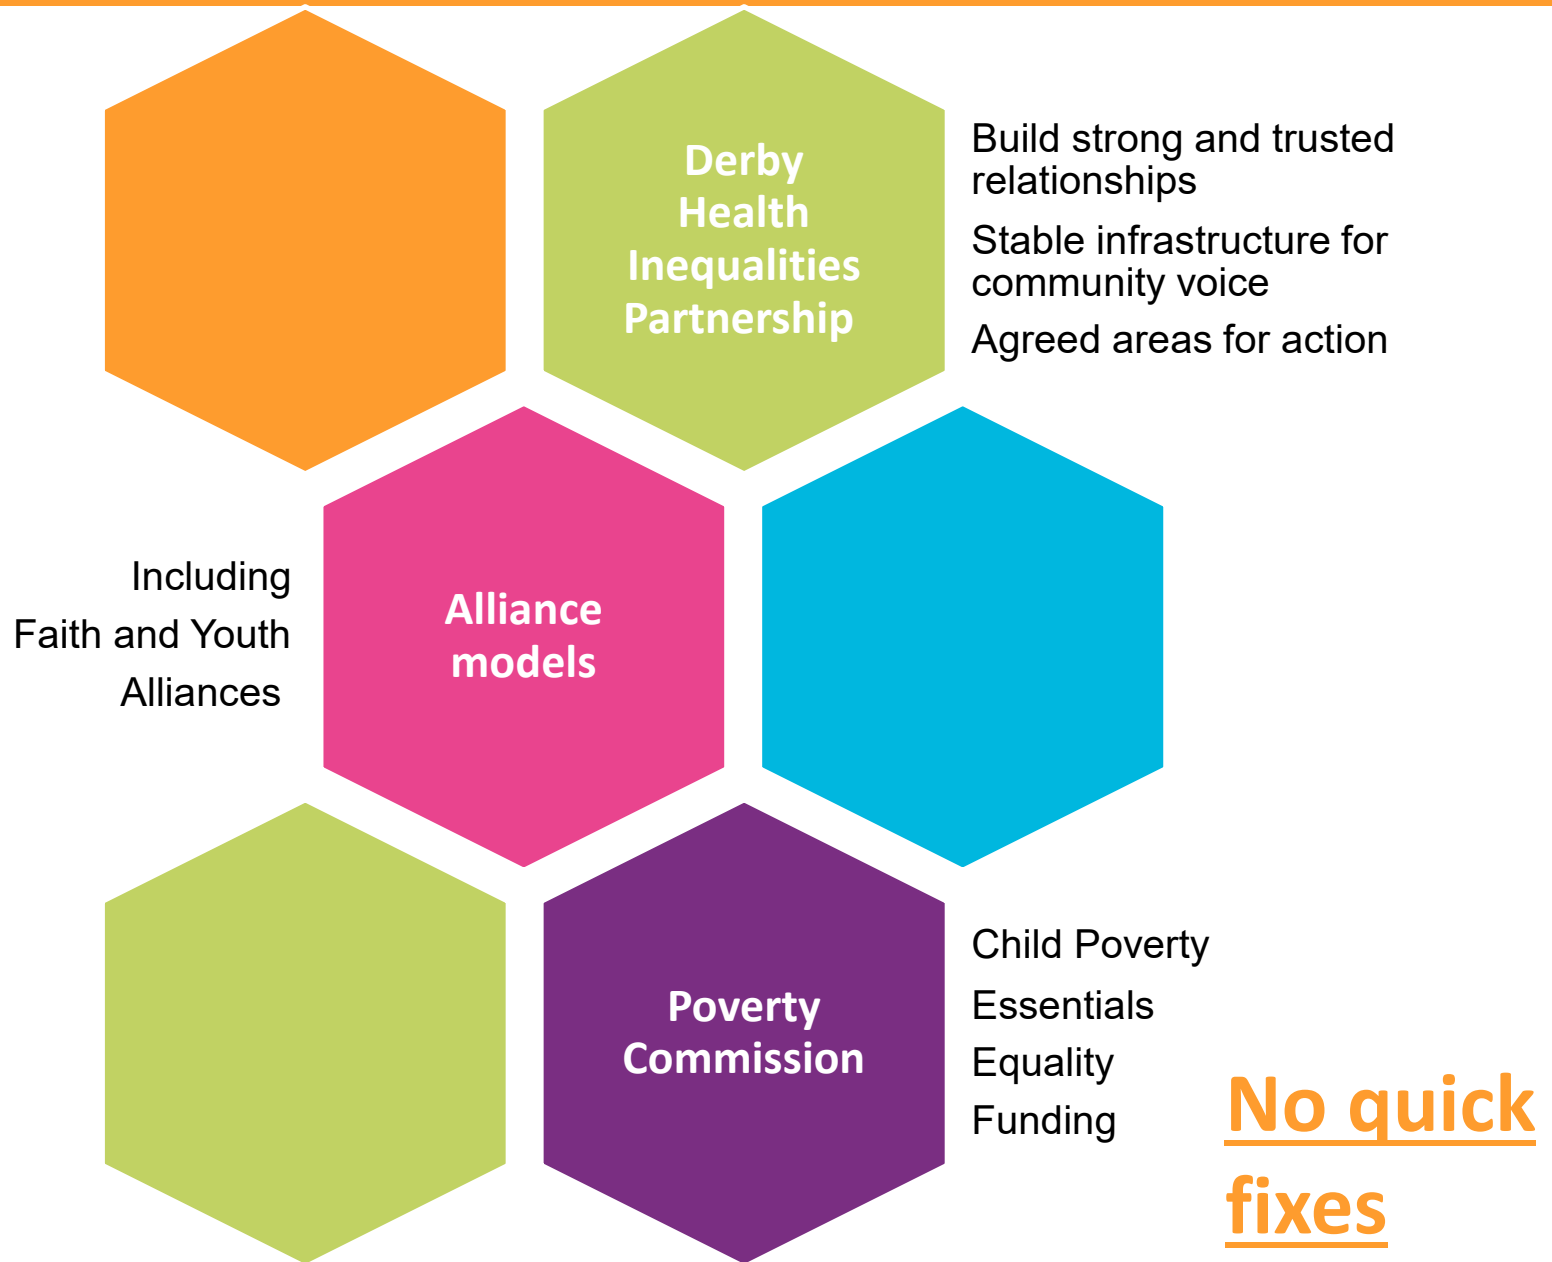 Derby
Health
Inequalities
Partnership
Build strong and trusted
relationships
Stable infrastructure for
community voice
Agreed areas for action
Including
Faith and Youth
Alliances
Alliance
models
Poverty
Commission
Child Poverty
Essentials
Equality
Funding
No quick
fixes